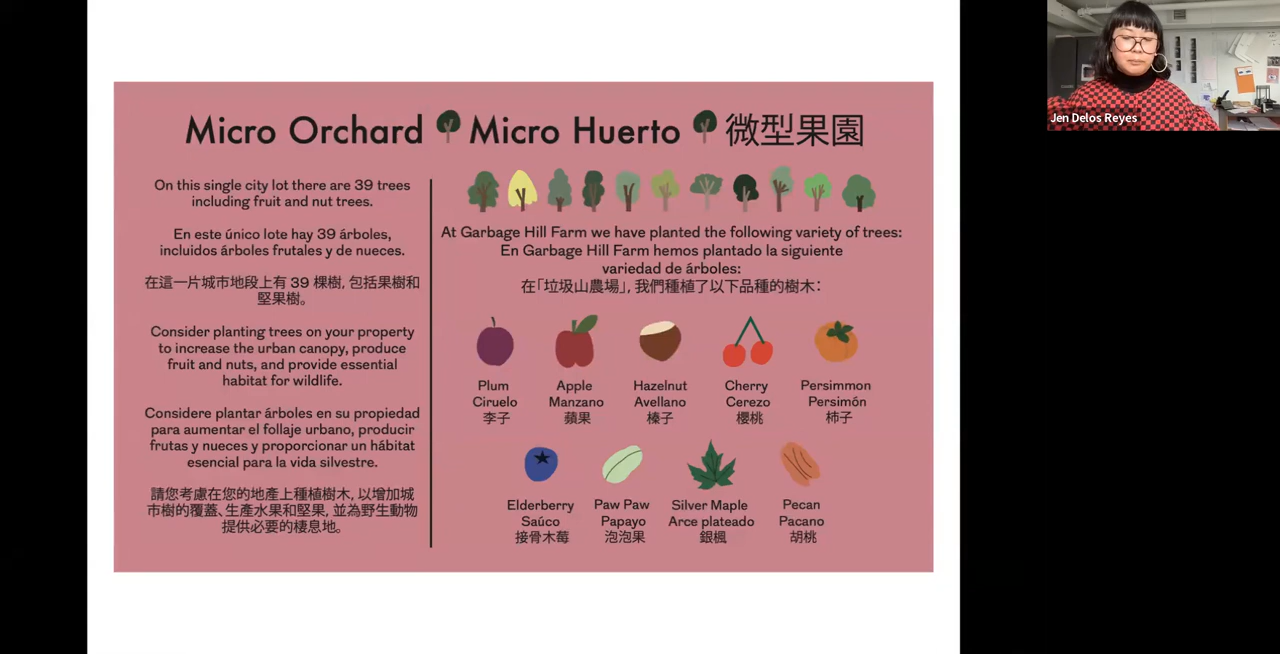 Micro Orchard Micro Huerto 微型果園
On this single city lot there are 39 trees
including fruit and nut trees.
En este único lote hay 39 árboles,
incluidos árboles frutales y de nueces.
在這一片城市地段上有 39 棵樹, 包括果樹和
堅果樹。
Consider planting trees on your property
to increase the urban canopy, produce
fruit and nuts, and provide essential
habitat for wildlife.
Considere plantar árboles en su propiedad
para aumentar el follaje urbano, producir
frutas y nueces y proporcionar un hábitat
esencial para la vida silvestre.
請您考慮在您的地產上種植樹木, 以增加城
市樹的覆蓋、生產水果和堅果, 並為野生動物
提供必要的棲息地。
At Garbage Hill Farm we have planted the following variety of trees:
En Garbage Hill Farm hemos plantado la siguiente
variedad de árboles:
在「垃圾山農場」, 我們種植了以下品種的樹木:
Plum
Ciruelo
李子
Apple
Manzano
蘋果
Hazelnut
Avellano
榛子
Cherry
Cerezo
櫻桃
Persimmon
Persimón
柿子
Elderberry
Saúco
接骨木莓
Paw Paw
Papayo
泡泡果
Silver Maple
Arce plateado
銀楓
Pecan
Pacano
胡桃
Jen Delos Reyes